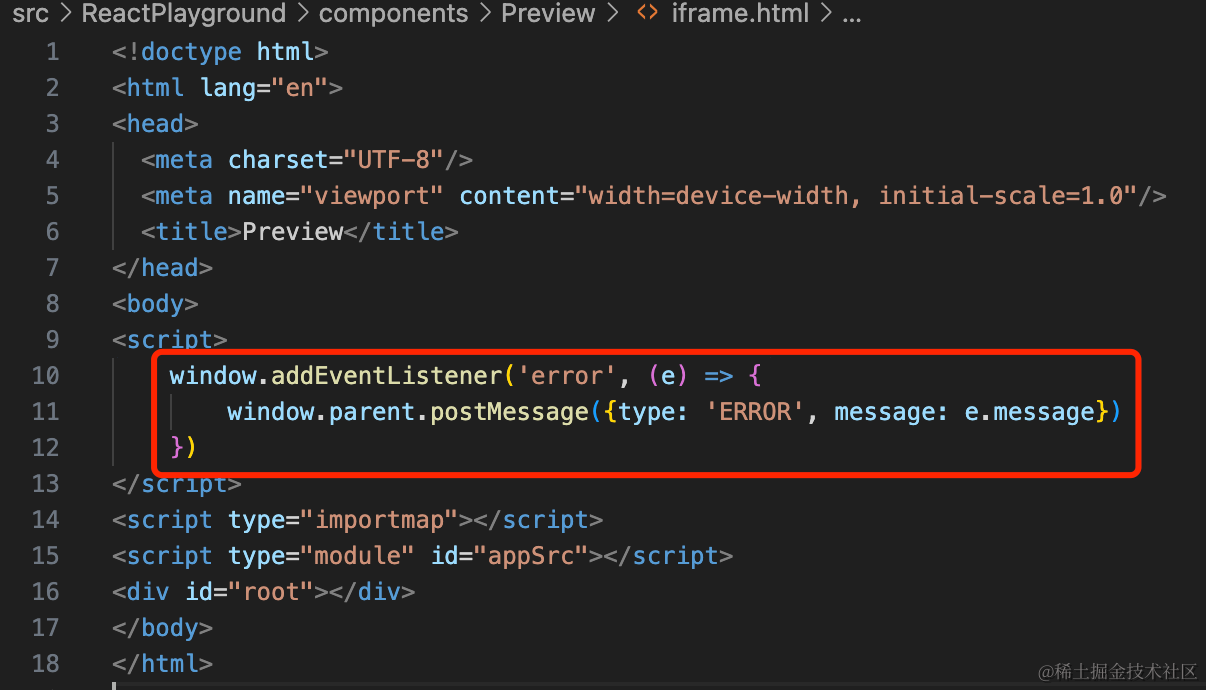 src > ReactPlayground > components > Preview > <> iframe.html > ...
1 <!doctype html>
2 <html lang="en">
3 <head>
4   <meta charset="UTF-8"/>
5   <meta name="viewport" content="width=device-width, initial-scale=1.0"/>
6   <title>Preview</title>
7 </head>
8 <body>
9 <script>
10     window.addEventListener('error', (e) => {
11         window.parent.postMessage({type: 'ERROR', message: e.message})
12     })
13 </script>
14 <script type="importmap"></script>
15 <script type="module" id="appSrc"></script>
16 <div id="root"></div>
17 </body>
18 </html>
@稀土掘金技术社区